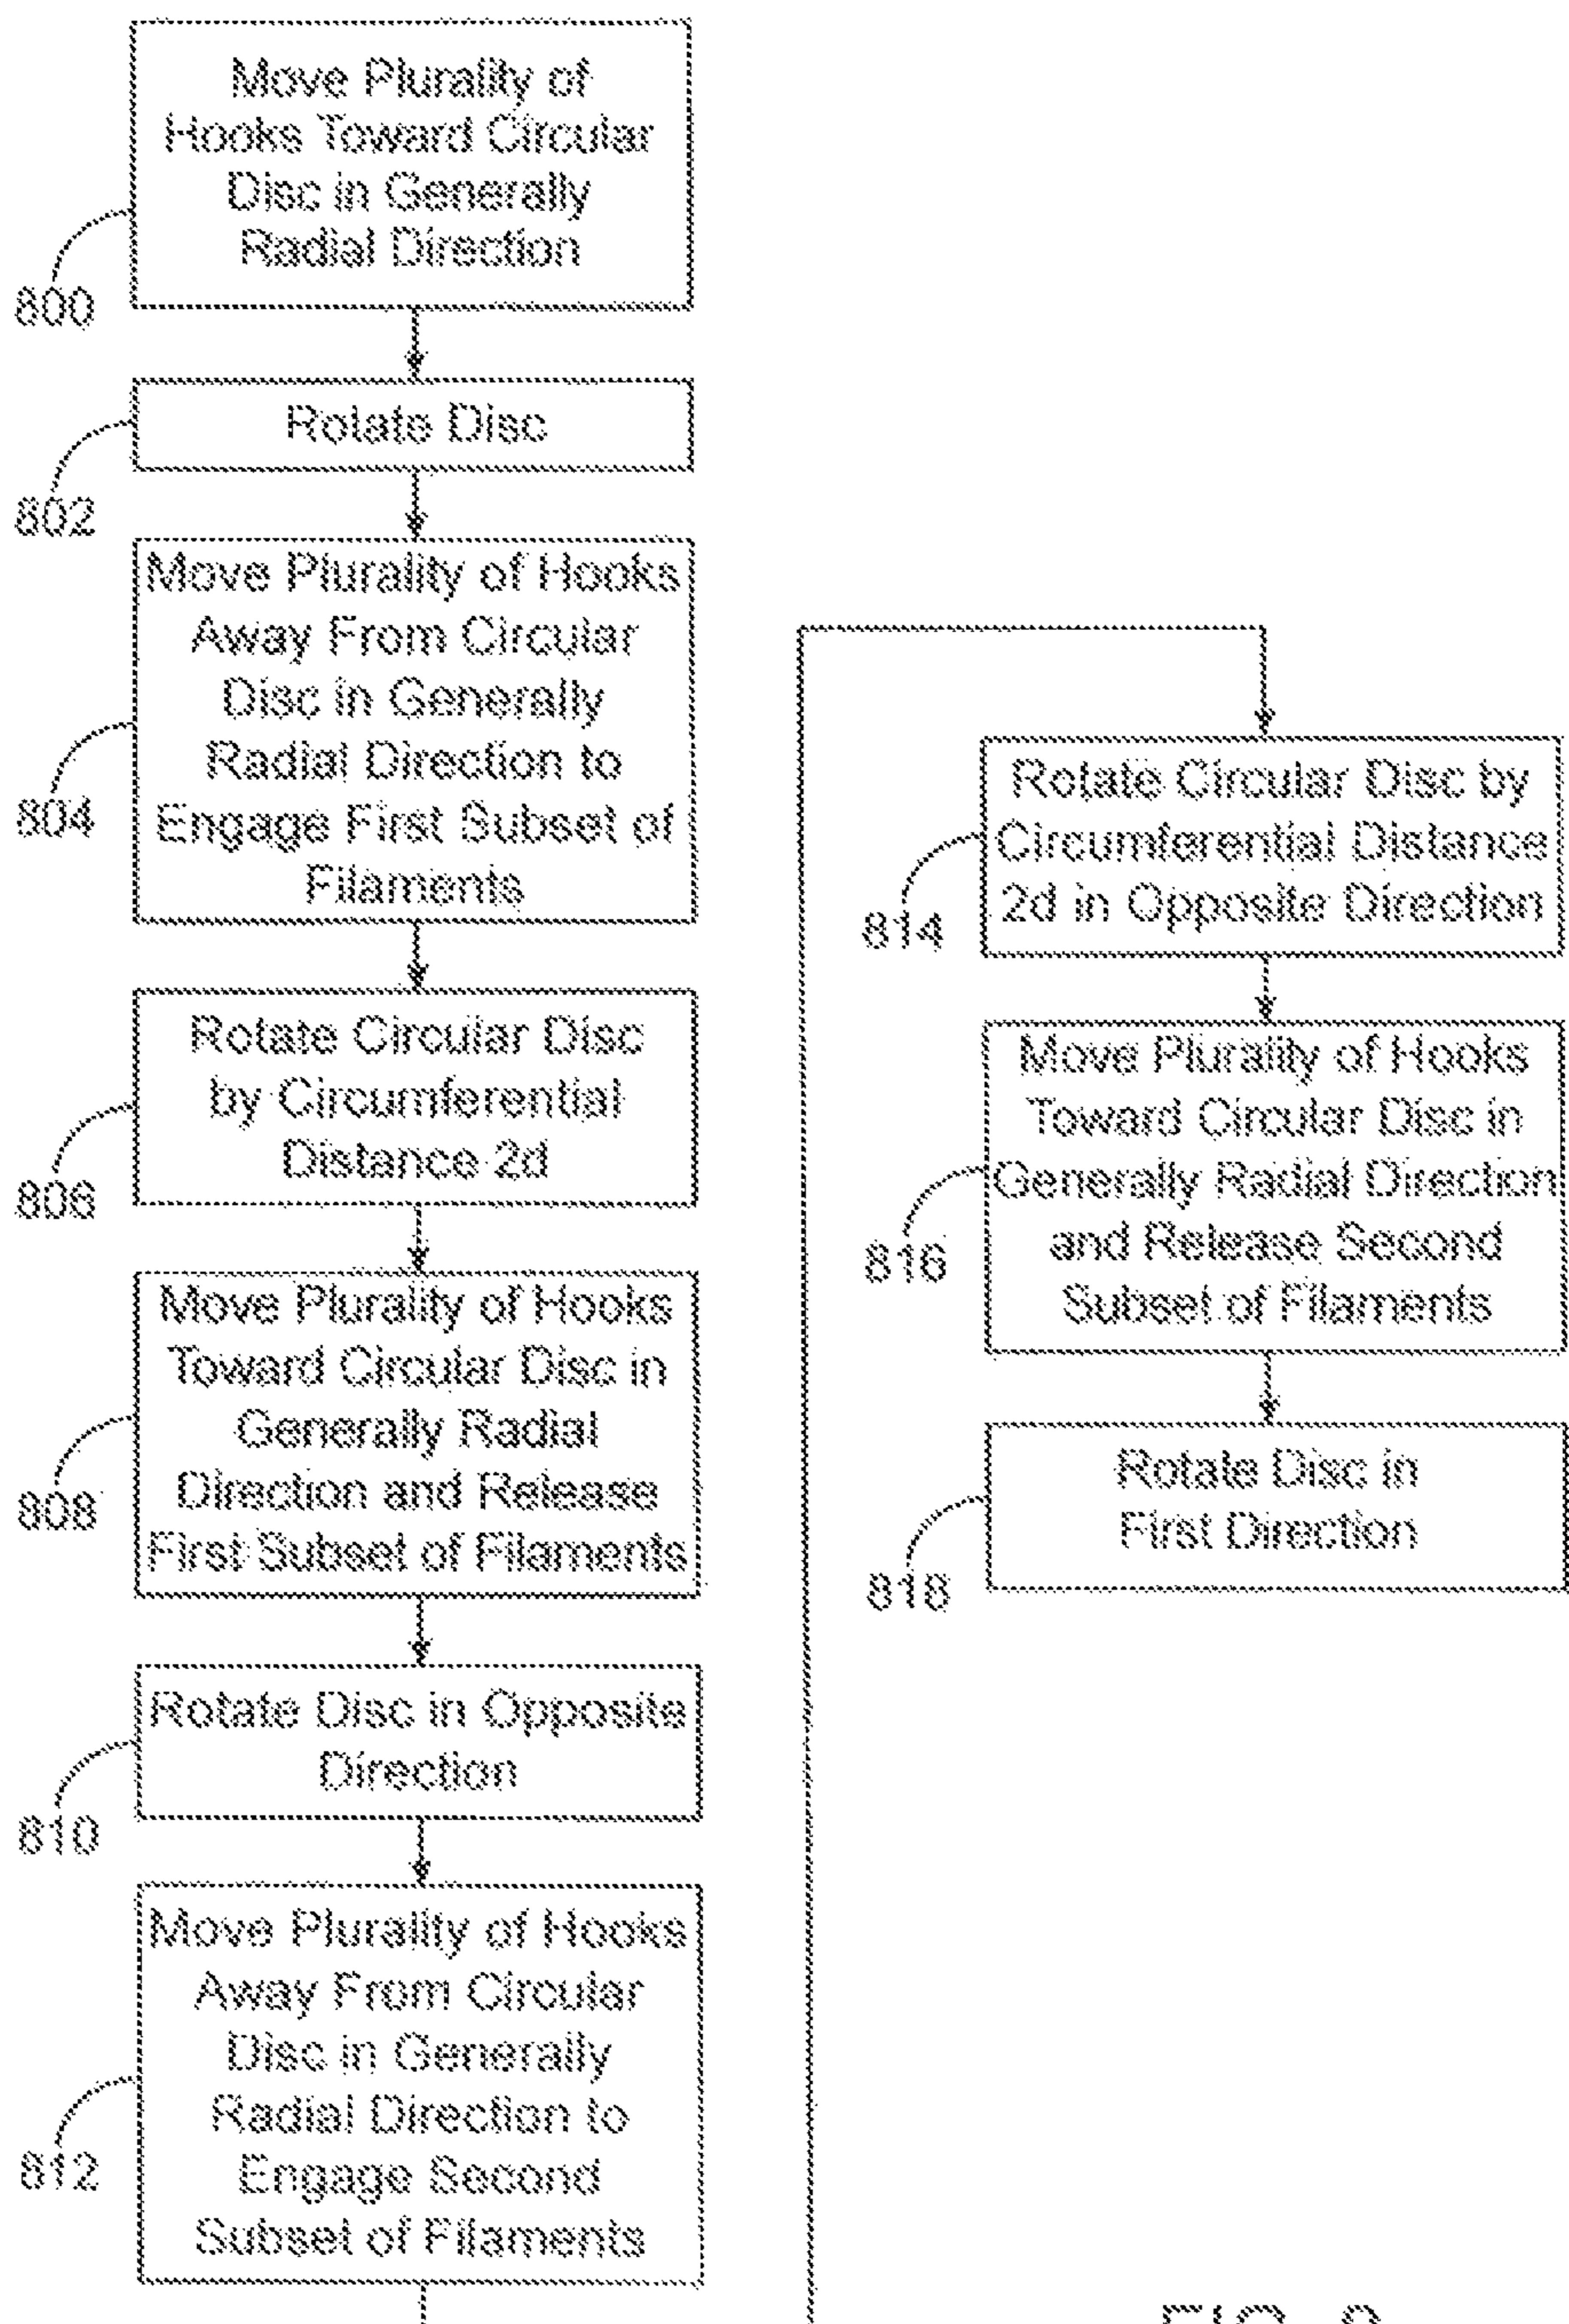 Move Plurality of
Hooks Toward Circular
Disc in Generally
Radial Direction
800
Rotate Disc
802
Move Plurality of Hooks
Away From Circular
Disc in Generally
Radial Direction to
Engage First Subset of
Filaments
804
Rotate Circular Disc
by Circumferential
Distance 2d
806
Move Plurality of Hooks
Toward Circular Disc in
Generally Radial
Direction and Release
First Subset of Filaments
808
Rotate Disc in Opposite
Direction
810
Move Plurality of Hooks
Away From Circular
Disc in Generally
Radial Direction to
Engage Second
Subset of Filaments
812
Rotate Circular Disc by
Circumferential Distance
2d in Opposite Direction
814
Move Plurality of Hooks
Toward Circular Disc in
Generally Radial Direction
and Release Second
Subset of Filaments
816
Rotate Disc in
First Direction
818
FIG.